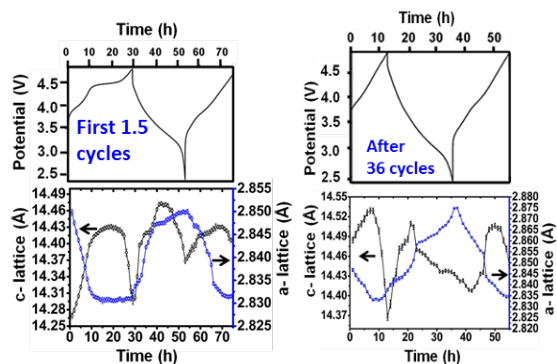 Time (h)
0 10 20 30 40 50 60 70
Potential (V)
4.5
4.0
3.5
3.0
2.5
First 1.5
cycles
c- lattice (Å)
14.49
14.46
14.43
14.40
14.37
14.34
14.31
14.28
14.25
2.855
2.850
2.845
2.840
2.835
2.830
2.825
a- lattice (Å)
0 10 20 30 40 50 60 70
Time (h)
Time (h)
0 10 20 30 40 50
Potential (V)
4.5
4.0
3.5
3.0
2.5
After
36 cycles
c- lattice (Å)
14.55
14.52
14.49
14.46
14.43
14.40
14.37
2.880
2.875
2.870
2.865
2.860
2.855
2.850
2.845
2.840
2.835
2.830
2.825
2.820
a- lattice (Å)
0 10 20 30 40 50
Time (h)